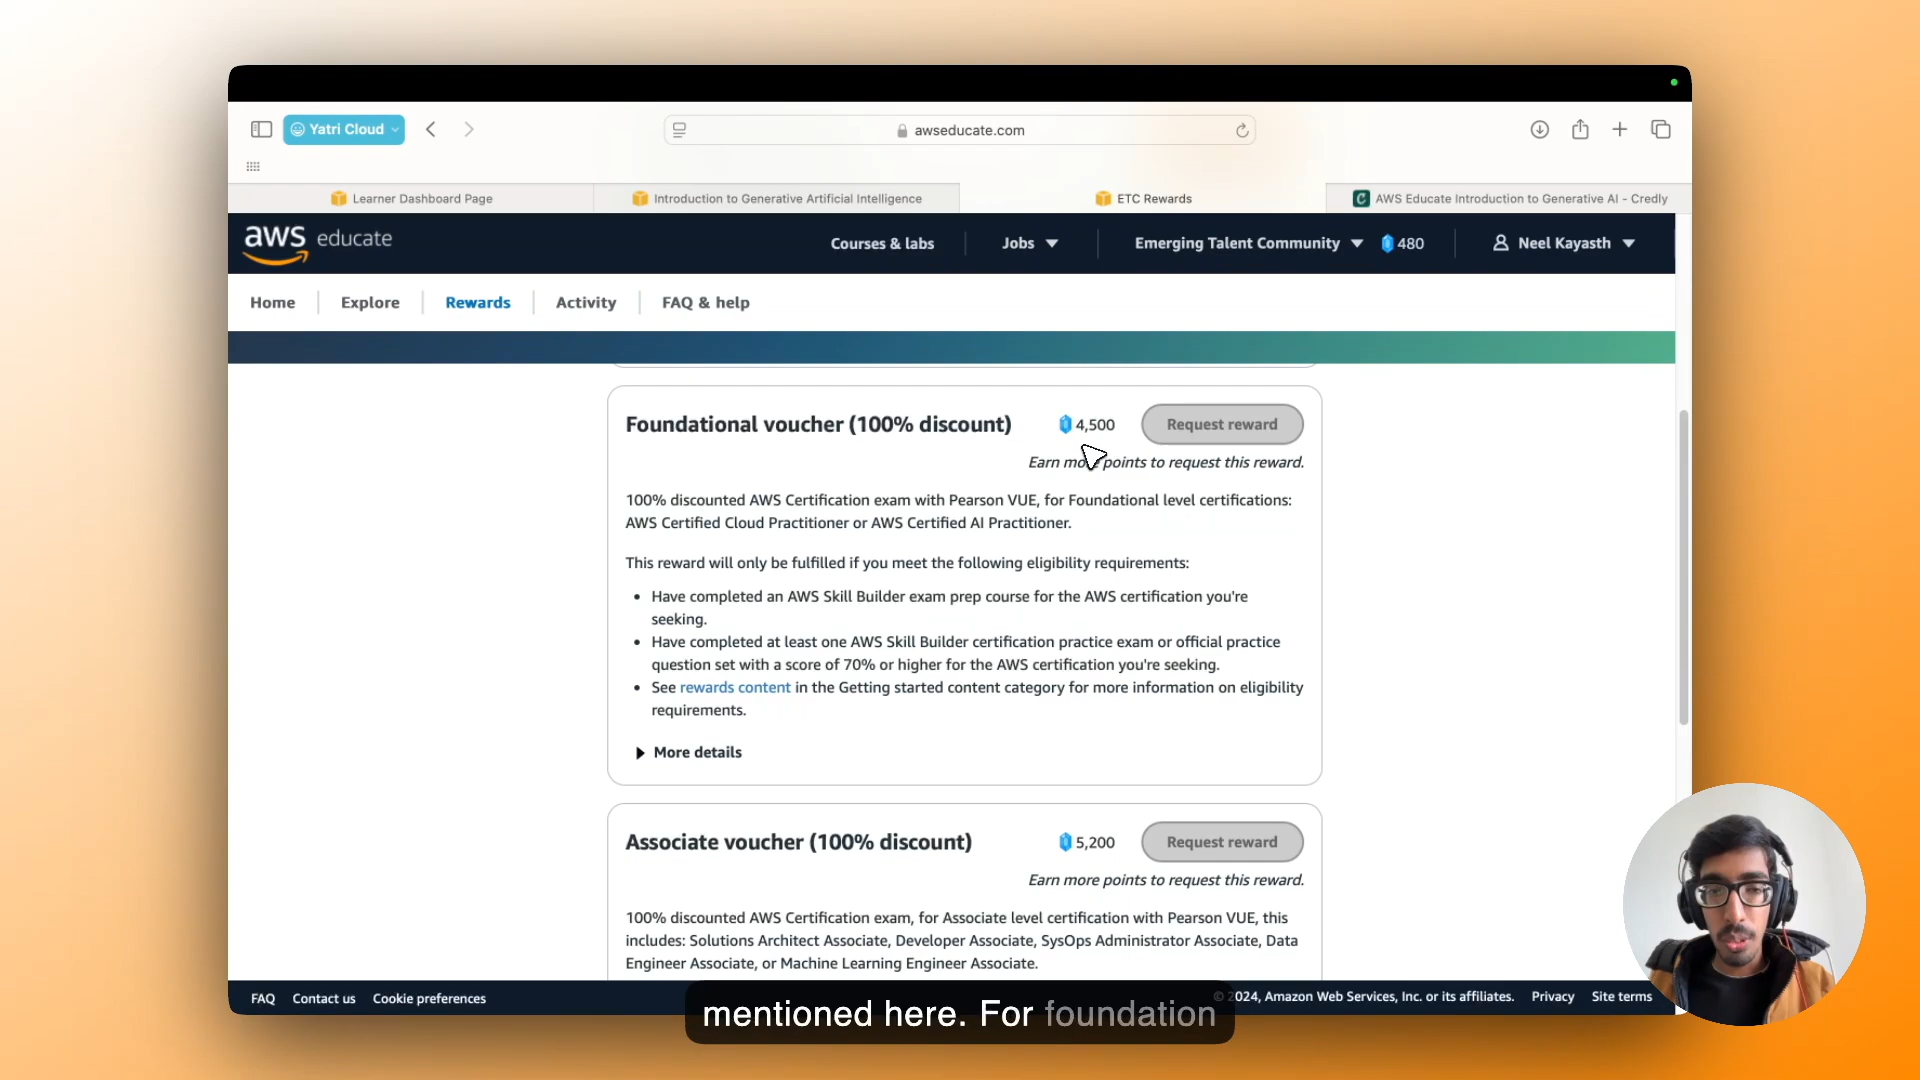 Yatri Cloud
awseducate.com
Learner Dashboard Page
Introduction to Generative Artificial Intelligence
ETC Rewards
AWS Educate Introduction to Generative AI - Credly
aws educate
Courses & labs
Jobs
Emerging Talent Community
480
Neel Kayasth
Home
Explore
Rewards
Activity
FAQ & help
Foundational voucher (100% discount)
4,500
Request reward
Earn more points to request this reward.
100% discounted AWS Certification exam with Pearson VUE, for Foundational level certifications:
AWS Certified Cloud Practitioner or AWS Certified AI Practitioner.
This reward will only be fulfilled if you meet the following eligibility requirements:
• Have completed an AWS Skill Builder exam prep course for the AWS certification you're
seeking.
• Have completed at least one AWS Skill Builder certification practice exam or official practice
question set with a score of 70% or higher for the AWS certification you're seeking.
• See rewards content in the Getting started content category for more information on eligibility
requirements.
More details
Associate voucher (100% discount)
5,200
Request reward
Earn more points to request this reward.
100% discounted AWS Certification exam, for Associate level certification with Pearson VUE, this
includes: Solutions Architect Associate, Developer Associate, SysOps Administrator Associate, Data
Engineer Associate, or Machine Learning Engineer Associate.
FAQ
Contact us
Cookie preferences
© 2024, Amazon Web Services, Inc. or its affiliates.
Privacy
Site terms
mentioned here. For foundation